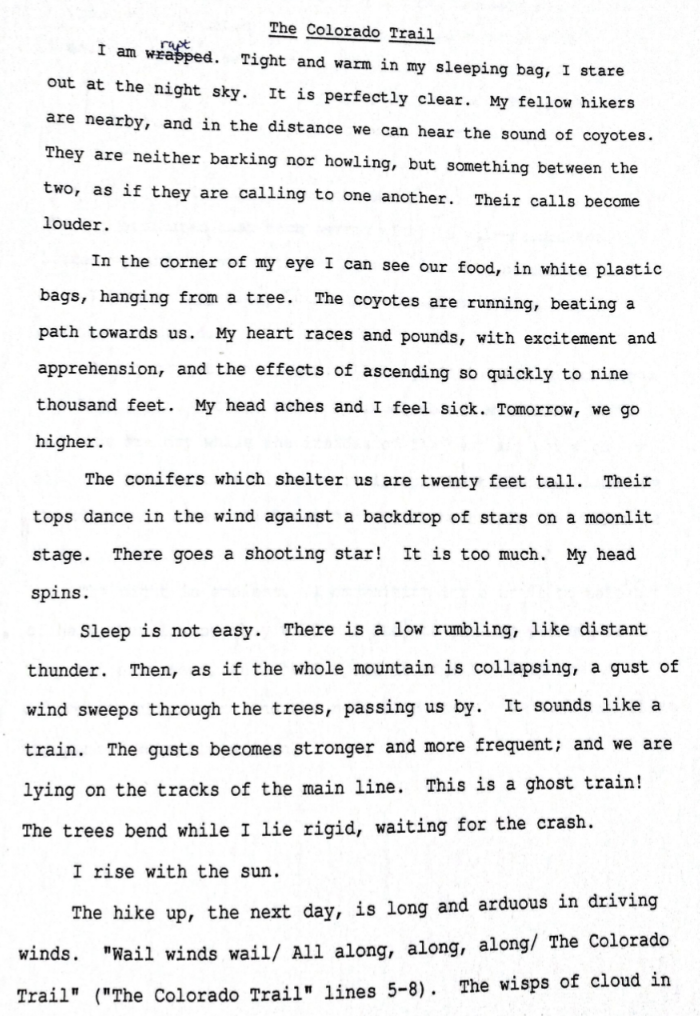 The Colorado Trail
rapt
I am wrapped. Tight and warm in my sleeping bag, I stare
out at the night sky. It is perfectly clear. My fellow hikers
are nearby, and in the distance we can hear the sound of coyotes.
They are neither barking nor howling, but something between the
two, as if they are calling to one another. Their calls become
louder.
In the corner of my eye I can see our food, in white plastic
bags, hanging from a tree. The coyotes are running, beating a
path towards us. My heart races and pounds, with excitement and
apprehension, and the effects of ascending so quickly to nine
thousand feet. My head aches and I feel sick. Tomorrow, we go
higher.
The conifers which shelter us are twenty feet tall. Their
tops dance in the wind against a backdrop of stars on a moonlit
stage. There goes a shooting star! It is too much. My head
spins.
Sleep is not easy. There is a low rumbling, like distant
thunder. Then, as if the whole mountain is collapsing, a gust of
wind sweeps through the trees, passing us by. It sounds like a
train. The gusts becomes stronger and more frequent; and we are
lying on the tracks of the main line. This is a ghost train!
The trees bend while I lie rigid, waiting for the crash.
I rise with the sun.
The hike up, the next day, is long and arduous in driving
winds. "Wail winds wail/ All along, along, along/ The Colorado
Trail" ("The Colorado Trail" lines 5-8). The wisps of cloud in